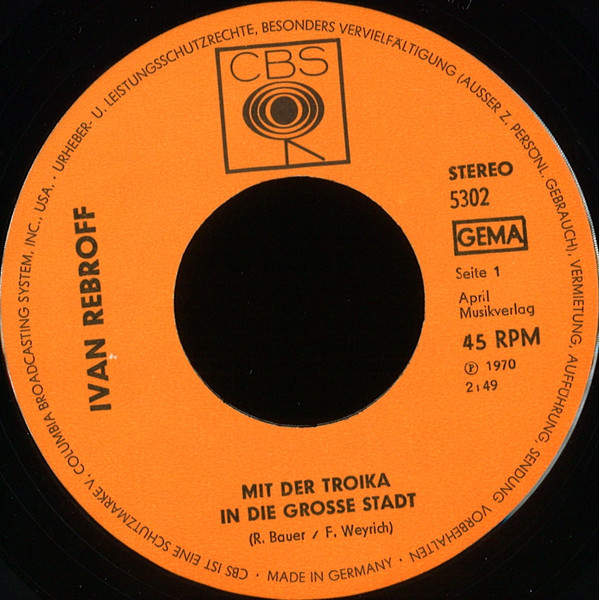 URHEBER- U. LEISTUNGSSCHUTZRECHTE, BESONDERS VERVIELFÄLTIGUNG (AUSSER Z. PERSÖNL. GEBRAUCH), VERMIETUNG, AUFFÜHRUNG, SENDUNG VORBEHALTEN
CBS
STEREO
5302
GEMA
Seite 1
April
Musikverlag
45 RPM
℗ 1970
2:49
IVAN REBROFF
MIT DER TROIKA
IN DIE GROSSE STADT
(R. Bauer / F. Weyrich)
· MADE IN GERMANY ·
CBS IST EINE SCHUTZMARKE V. COLUMBIA BROADCASTING SYSTEM, INC., USA. ·